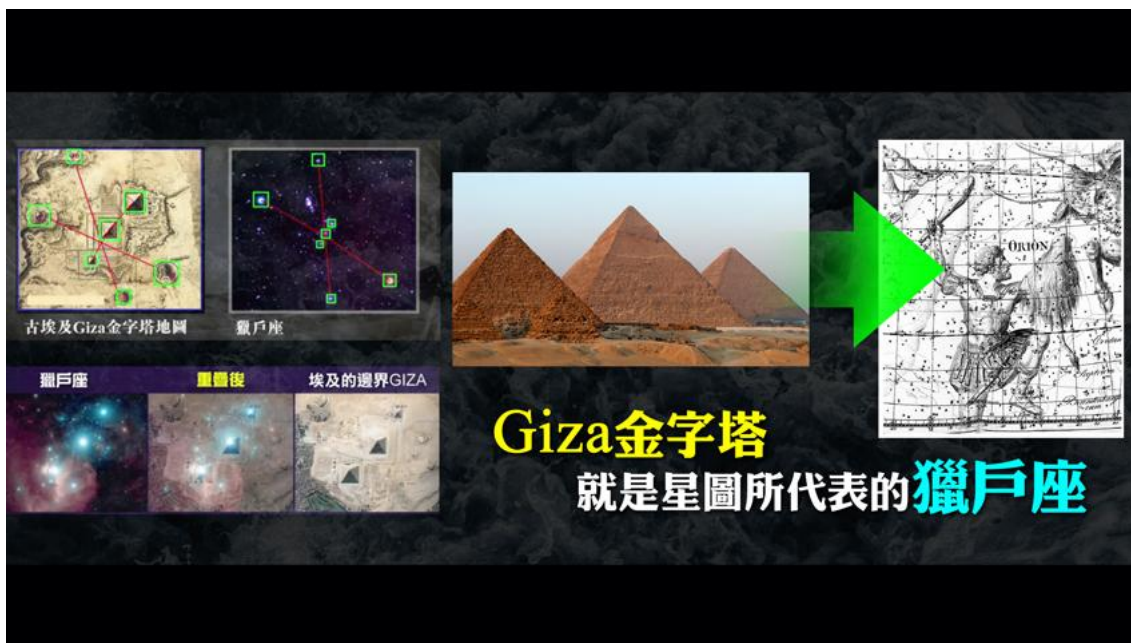 古埃及Giza金字塔地圖
獵戶座
獵戶座
重疊後
埃及的邊界GIZA
ORION
Giza金字塔
就是星圖所代表的獵戶座